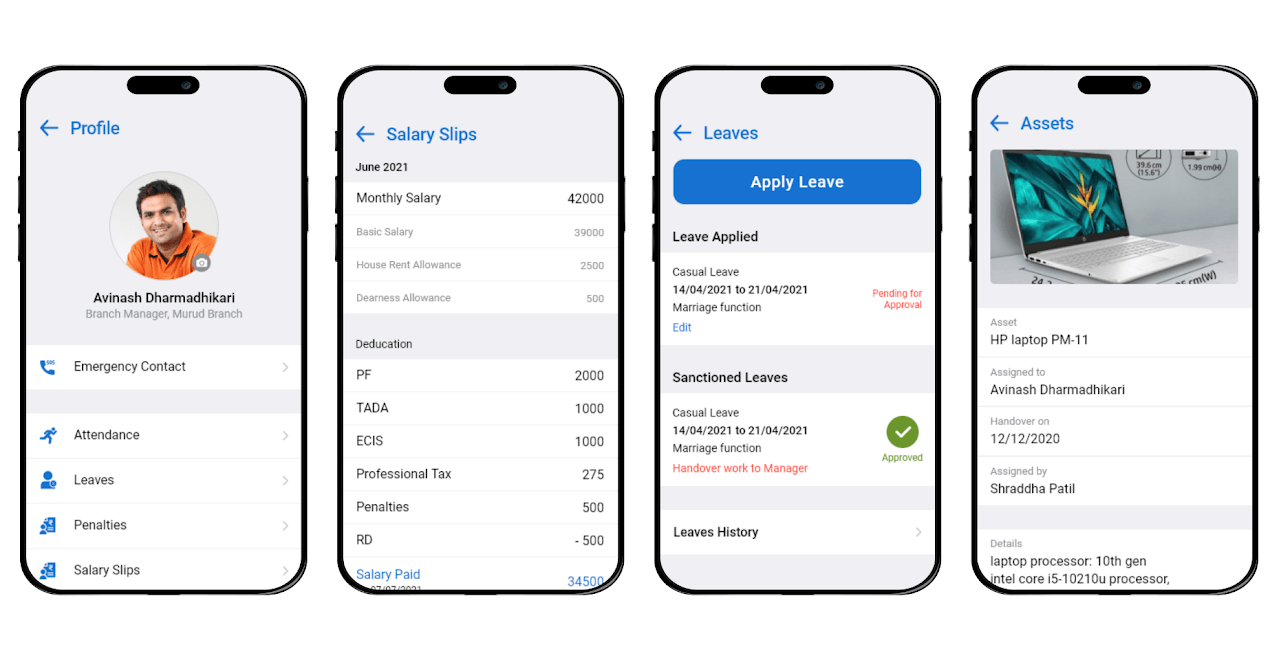 Profile
Avinash Dharmadhikari
Branch Manager, Murud Branch
SOS
Emergency Contact
Attendance
Leaves
Penalties
Salary Slips
Salary Slips
June 2021
Monthly Salary 42000
Basic Salary 39000
House Rent Allowance 2500
Dearness Allowance 500
Deducation
PF 2000
TADA 1000
ECIS 1000
Professional Tax 275
Penalties 500
RD - 500
Salary Paid 34500
07/07/2021
Leaves
Apply Leave
Leave Applied
Casual Leave
14/04/2021 to 21/04/2021
Marriage function
Edit
Pending for
Approval
Sanctioned Leaves
Casual Leave
14/04/2021 to 21/04/2021
Marriage function
Handover work to Manager
Approved
Leaves History
Assets
39.6 cm
(15.6")
1.99 cm(H)
cm(W)
Asset
HP laptop PM-11
Assigned to
Avinash Dharmadhikari
Handover on
12/12/2020
Assigned by
Shraddha Patil
Details
laptop processor: 10th gen
intel core i5-10210u processor,